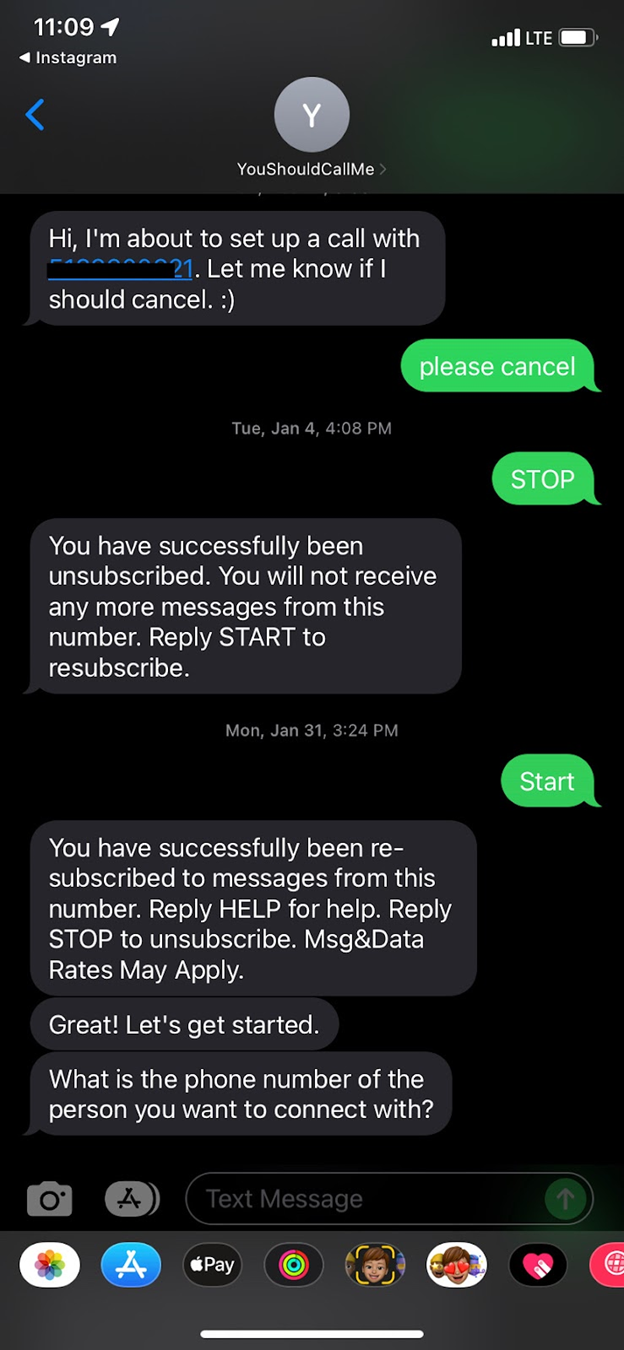 11:09
LTE
Instagram
Y
YouShouldCallMe
Hi, I'm about to set up a call with
21. Let me know if I
should cancel. :)
please cancel
Tue, Jan 4, 4:08 PM
STOP
You have successfully been
unsubscribed. You will not receive
any more messages from this
number. Reply START to
resubscribe.
Mon, Jan 31, 3:24 PM
Start
You have successfully been re-
subscribed to messages from this
number. Reply HELP for help. Reply
STOP to unsubscribe. Msg&Data
Rates May Apply.
Great! Let's get started.
What is the phone number of the
person you want to connect with?
Text Message
Pay